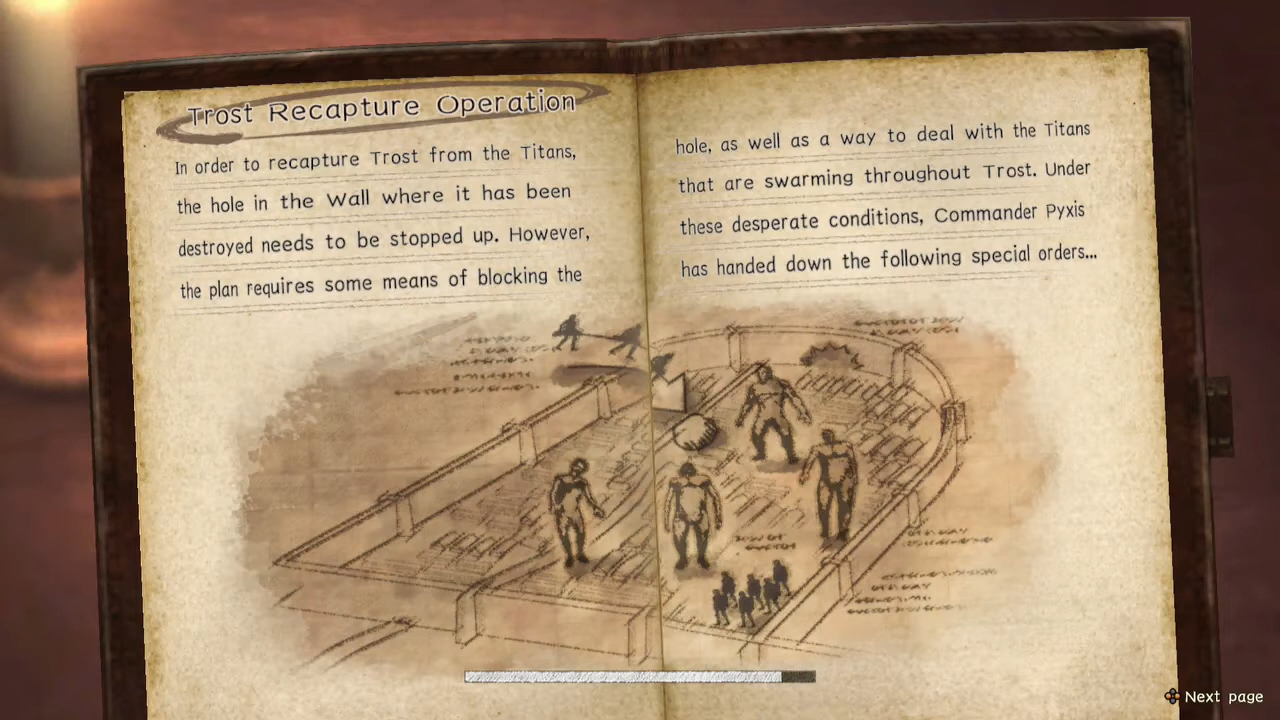 Trost Recapture Operation
In order to recapture Trost from the Titans,
the hole in the Wall where it has been
destroyed needs to be stopped up. However,
the plan requires some means of blocking the
hole, as well as a way to deal with the Titans
that are swarming throughout Trost. Under
these desperate conditions, Commander Pyxis
has handed down the following special orders...
Next page